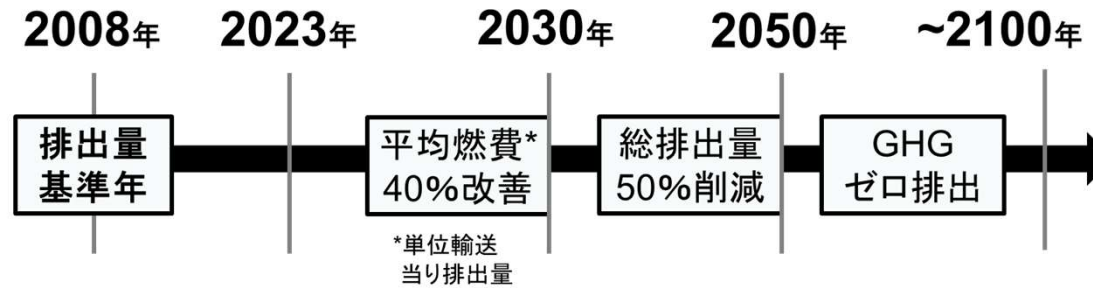 2008年
2023年
2030年
2050年
~2100年
排出量
基準年
平均燃費*
40%改善
総排出量
50%削減
GHG
ゼロ排出
*単位輸送
当り排出量